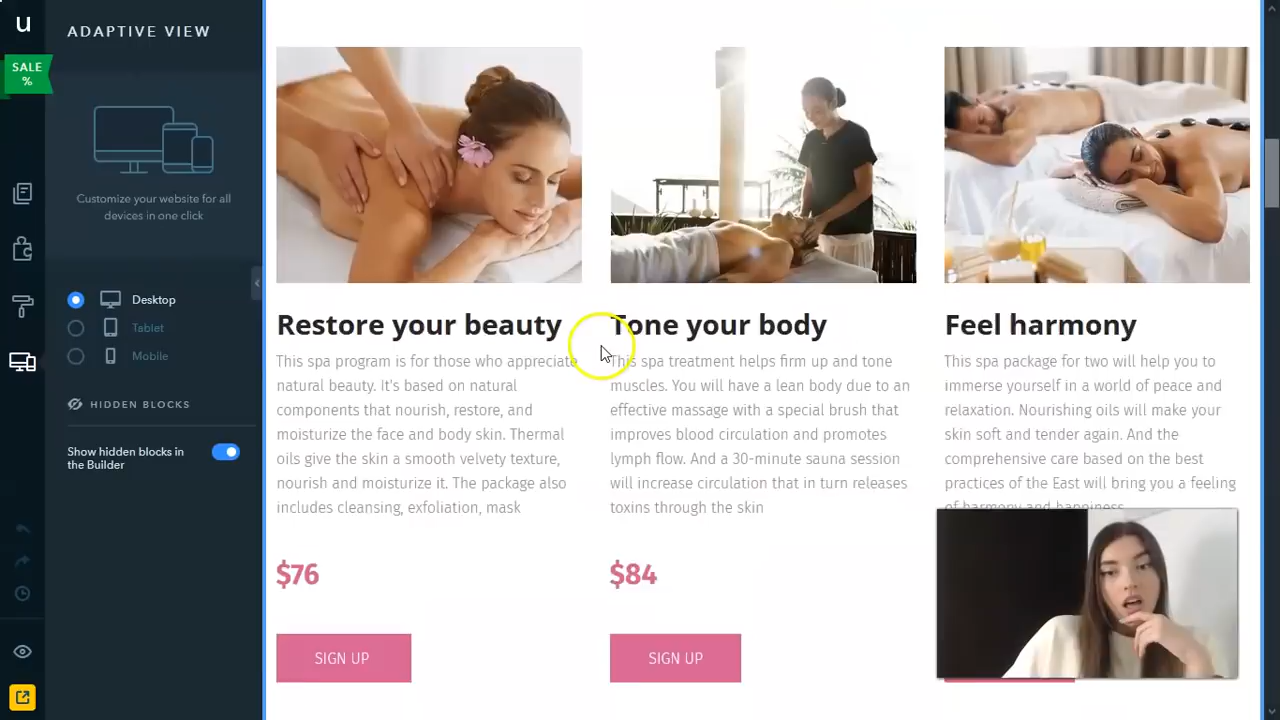 u
ADAPTIVE VIEW
SALE
%
Customize your website for all
devices in one click
Desktop
Tablet
Mobile
HIDDEN BLOCKS
Show hidden blocks in
the Builder
Restore your beauty
This spa program is for those who appreciate
natural beauty. It's based on natural
components that nourish, restore, and
moisturize the face and body skin. Thermal
oils give the skin a smooth velvety texture,
nourish and moisturize it. The package also
includes cleansing, exfoliation, mask
$76
SIGN UP
Tone your body
This spa treatment helps firm up and tone
muscles. You will have a lean body due to an
effective massage with a special brush that
improves blood circulation and promotes
lymph flow. And a 30-minute sauna session
will increase circulation that in turn releases
toxins through the skin
$84
SIGN UP
Feel harmony
This spa package for two will help you to
immerse yourself in a world of peace and
relaxation. Nourishing oils will make your
skin soft and tender again. And the
comprehensive care based on the best
practices of the East will bring you a feeling
of harmony and happiness